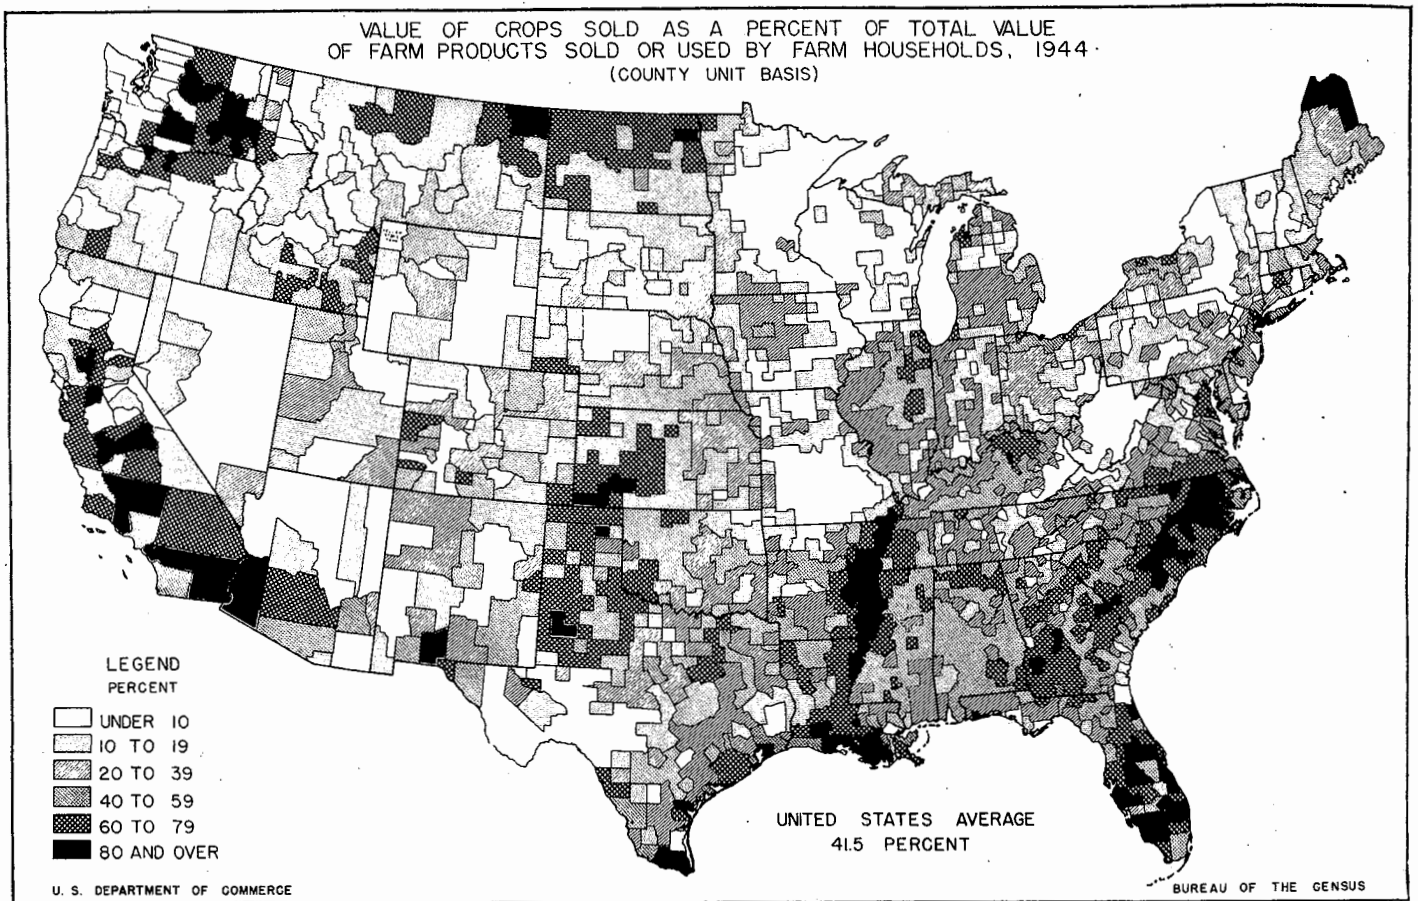 VALUE OF CROPS SOLD AS A PERCENT OF TOTAL VALUE
OF FARM PRODUCTS SOLD OR USED BY FARM HOUSEHOLDS, 1944
(COUNTY UNIT BASIS)
LEGEND
PERCENT
UNDER 10
10 TO 19
20 TO 39
40 TO 59
60 TO 79
80 AND OVER
UNITED STATES AVERAGE
41.5 PERCENT
U. S. DEPARTMENT OF COMMERCE
BUREAU OF THE CENSUS